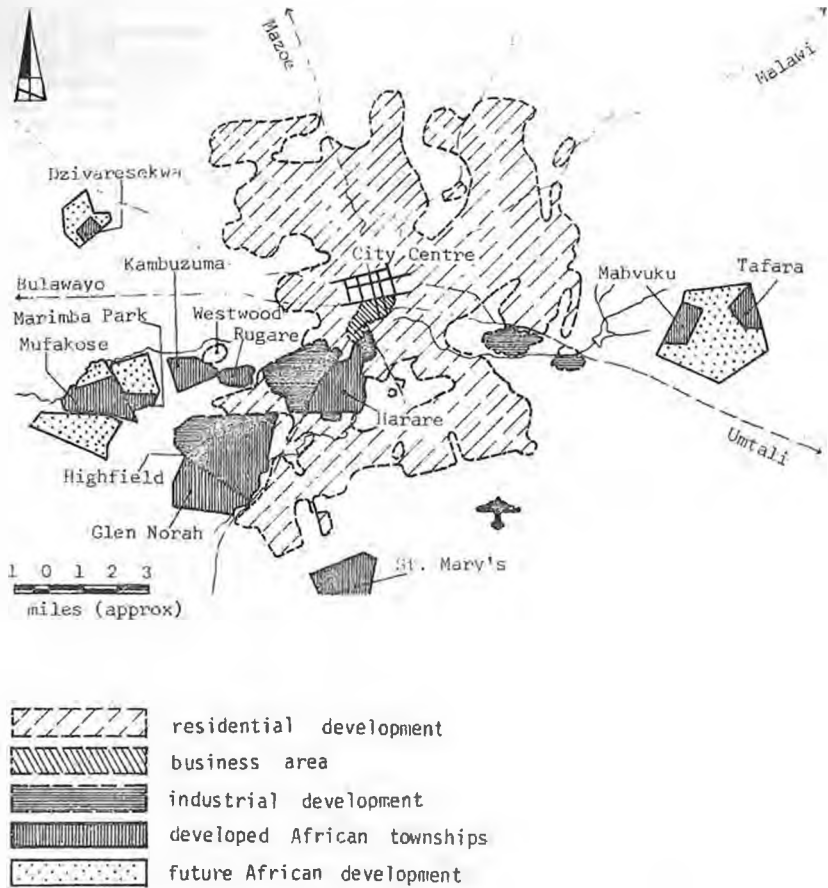 Mazoe
Malawi
Dzivaresekwa
City Centre
Kambuzuma
Mabvuku
Tafara
Bulawayo
Westwood
Marimba Park
Rugare
Mufakose
Harare
Umtali
Highfield
Glen Norah
St. Mary's
1 0 1 2 3
miles (approx)
residential development
business area
industrial development
developed African townships
future African development